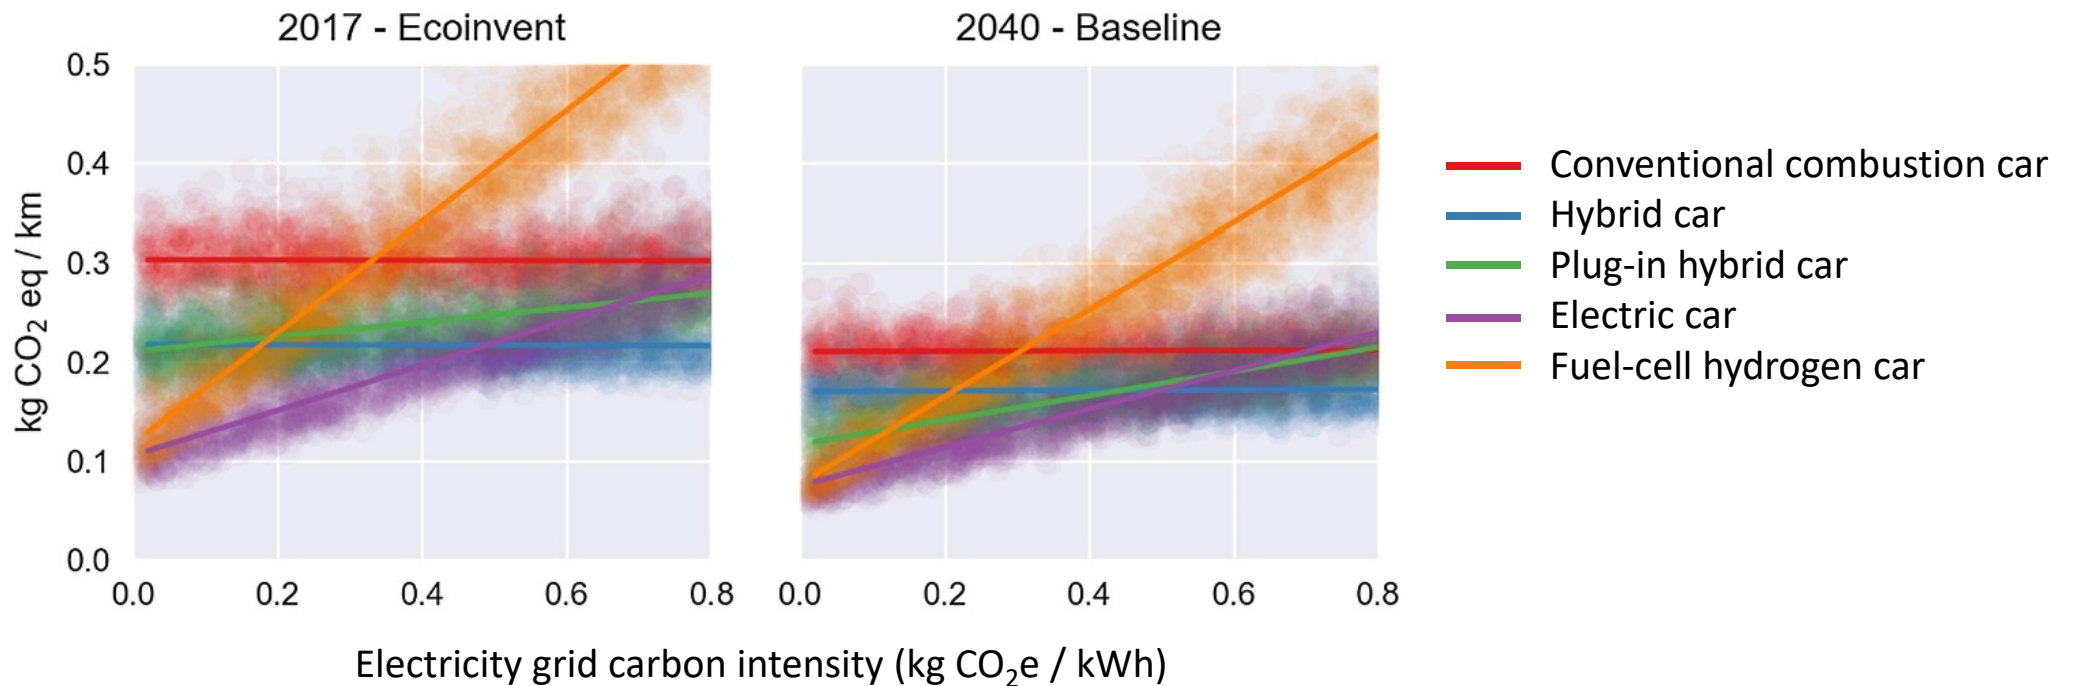 2017 - Ecoinvent
2040 - Baseline
kg CO₂ eq / km
0.5
0.4
0.3
0.2
0.1
0.0
0.0 0.2 0.4 0.6 0.8
0.0 0.2 0.4 0.6 0.8
Electricity grid carbon intensity (kg CO₂e / kWh)
Conventional combustion car
Hybrid car
Plug-in hybrid car
Electric car
Fuel-cell hydrogen car